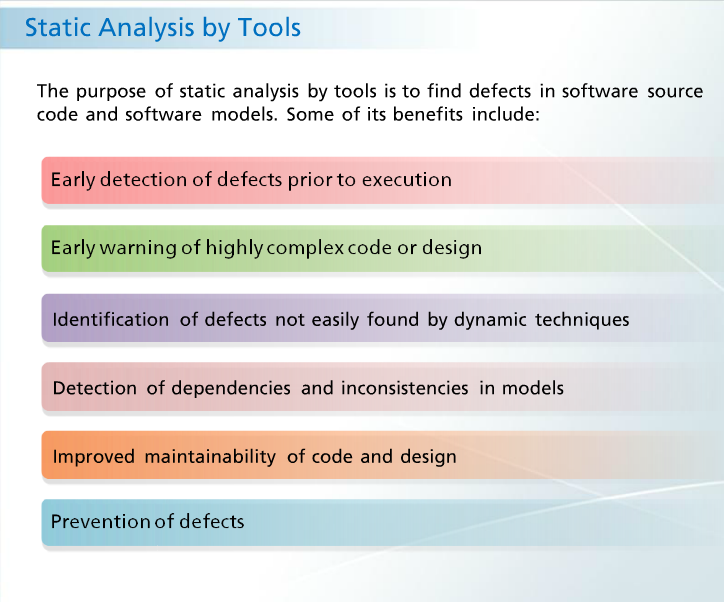 Static Analysis by Tools
The purpose of static analysis by tools is to find defects in software source
code and software models. Some of its benefits include:
Early detection of defects prior to execution
Early warning of highly complex code or design
Identification of defects not easily found by dynamic techniques
Detection of dependencies and inconsistencies in models
Improved maintainability of code and design
Prevention of defects